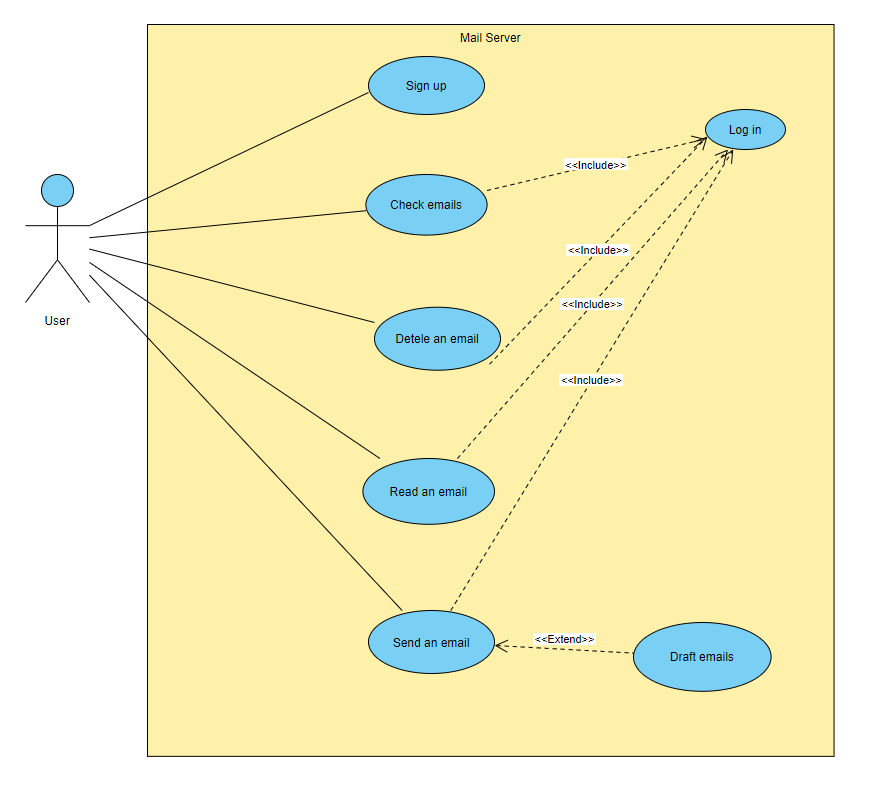 Mail Server
Sign up
Log in
<<Include>>
Check emails
<<Include>>
<<Include>>
User
Detele an email
<<Include>>
Read an email
Send an email
<<Extend>>
Draft emails